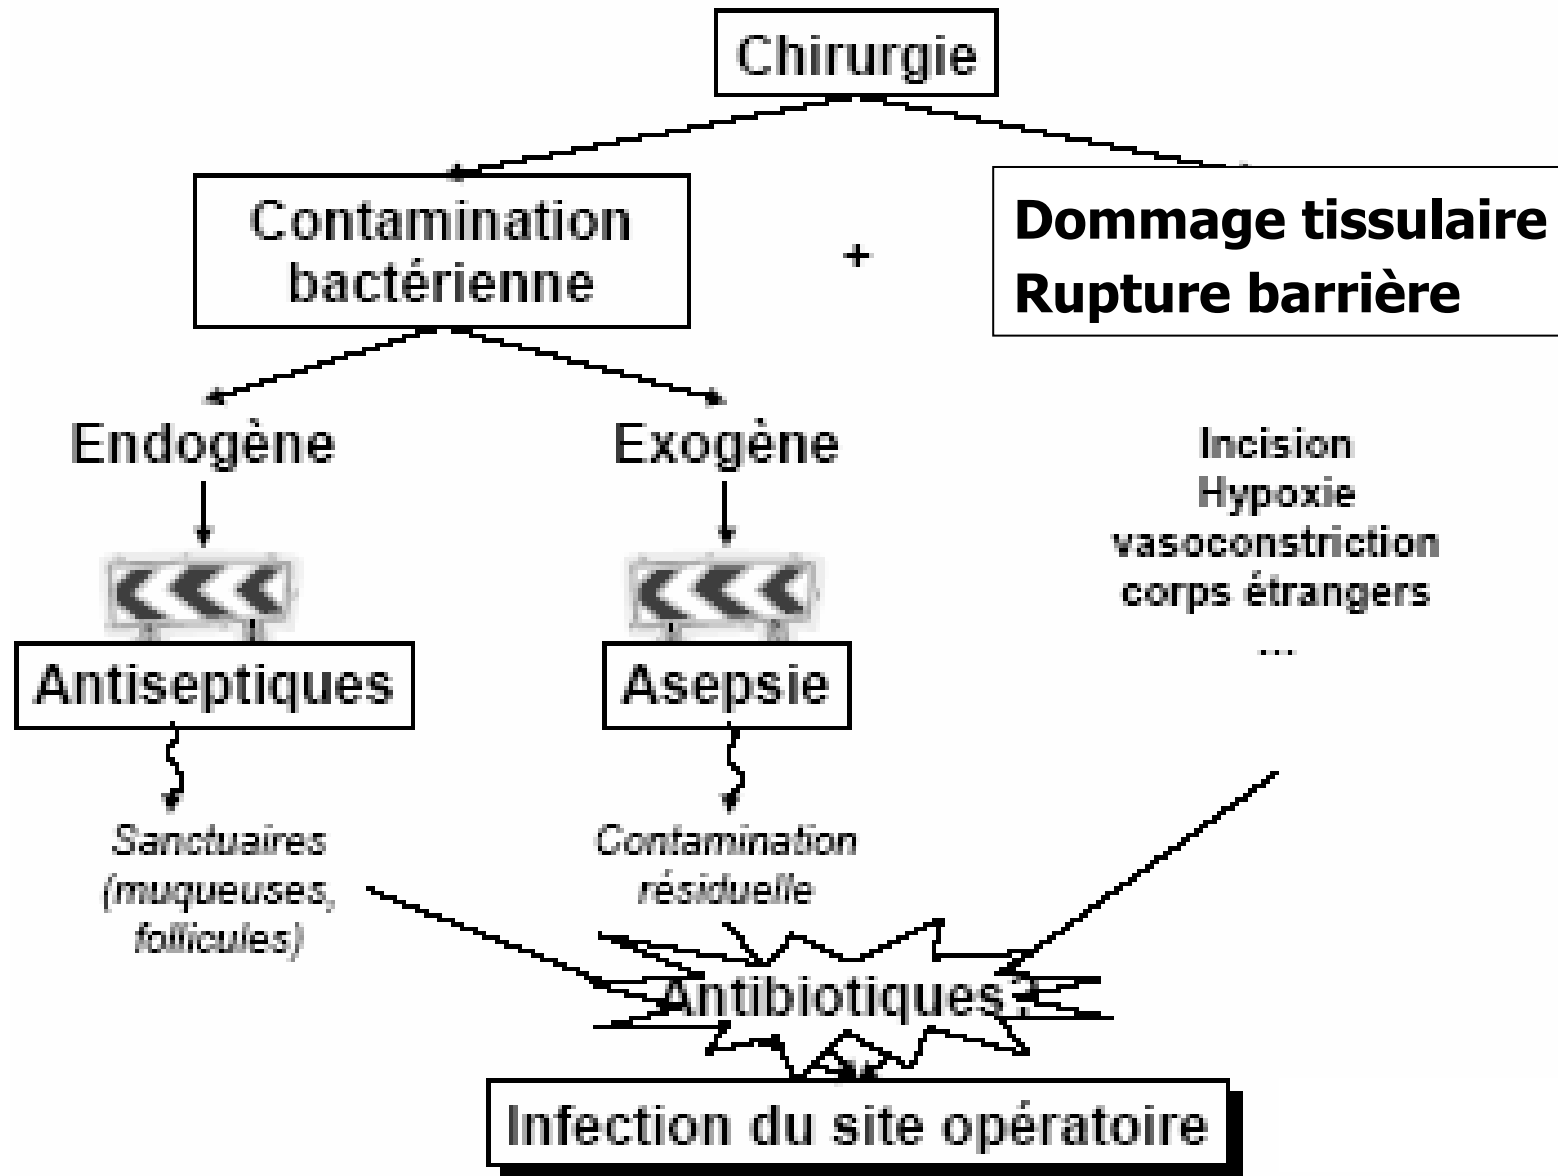 Chirurgie
Contamination
bactérienne
+
Dommage tissulaire
Rupture barrière
Endogène
Exogène
Incision
Hypoxie
vasoconstriction
corps étrangers
...
Antiseptiques
Asepsie
Sanctuaires
(muqueuses,
follicules)
Contamination
résiduelle
Antibiotiques?
Infection du site opératoire